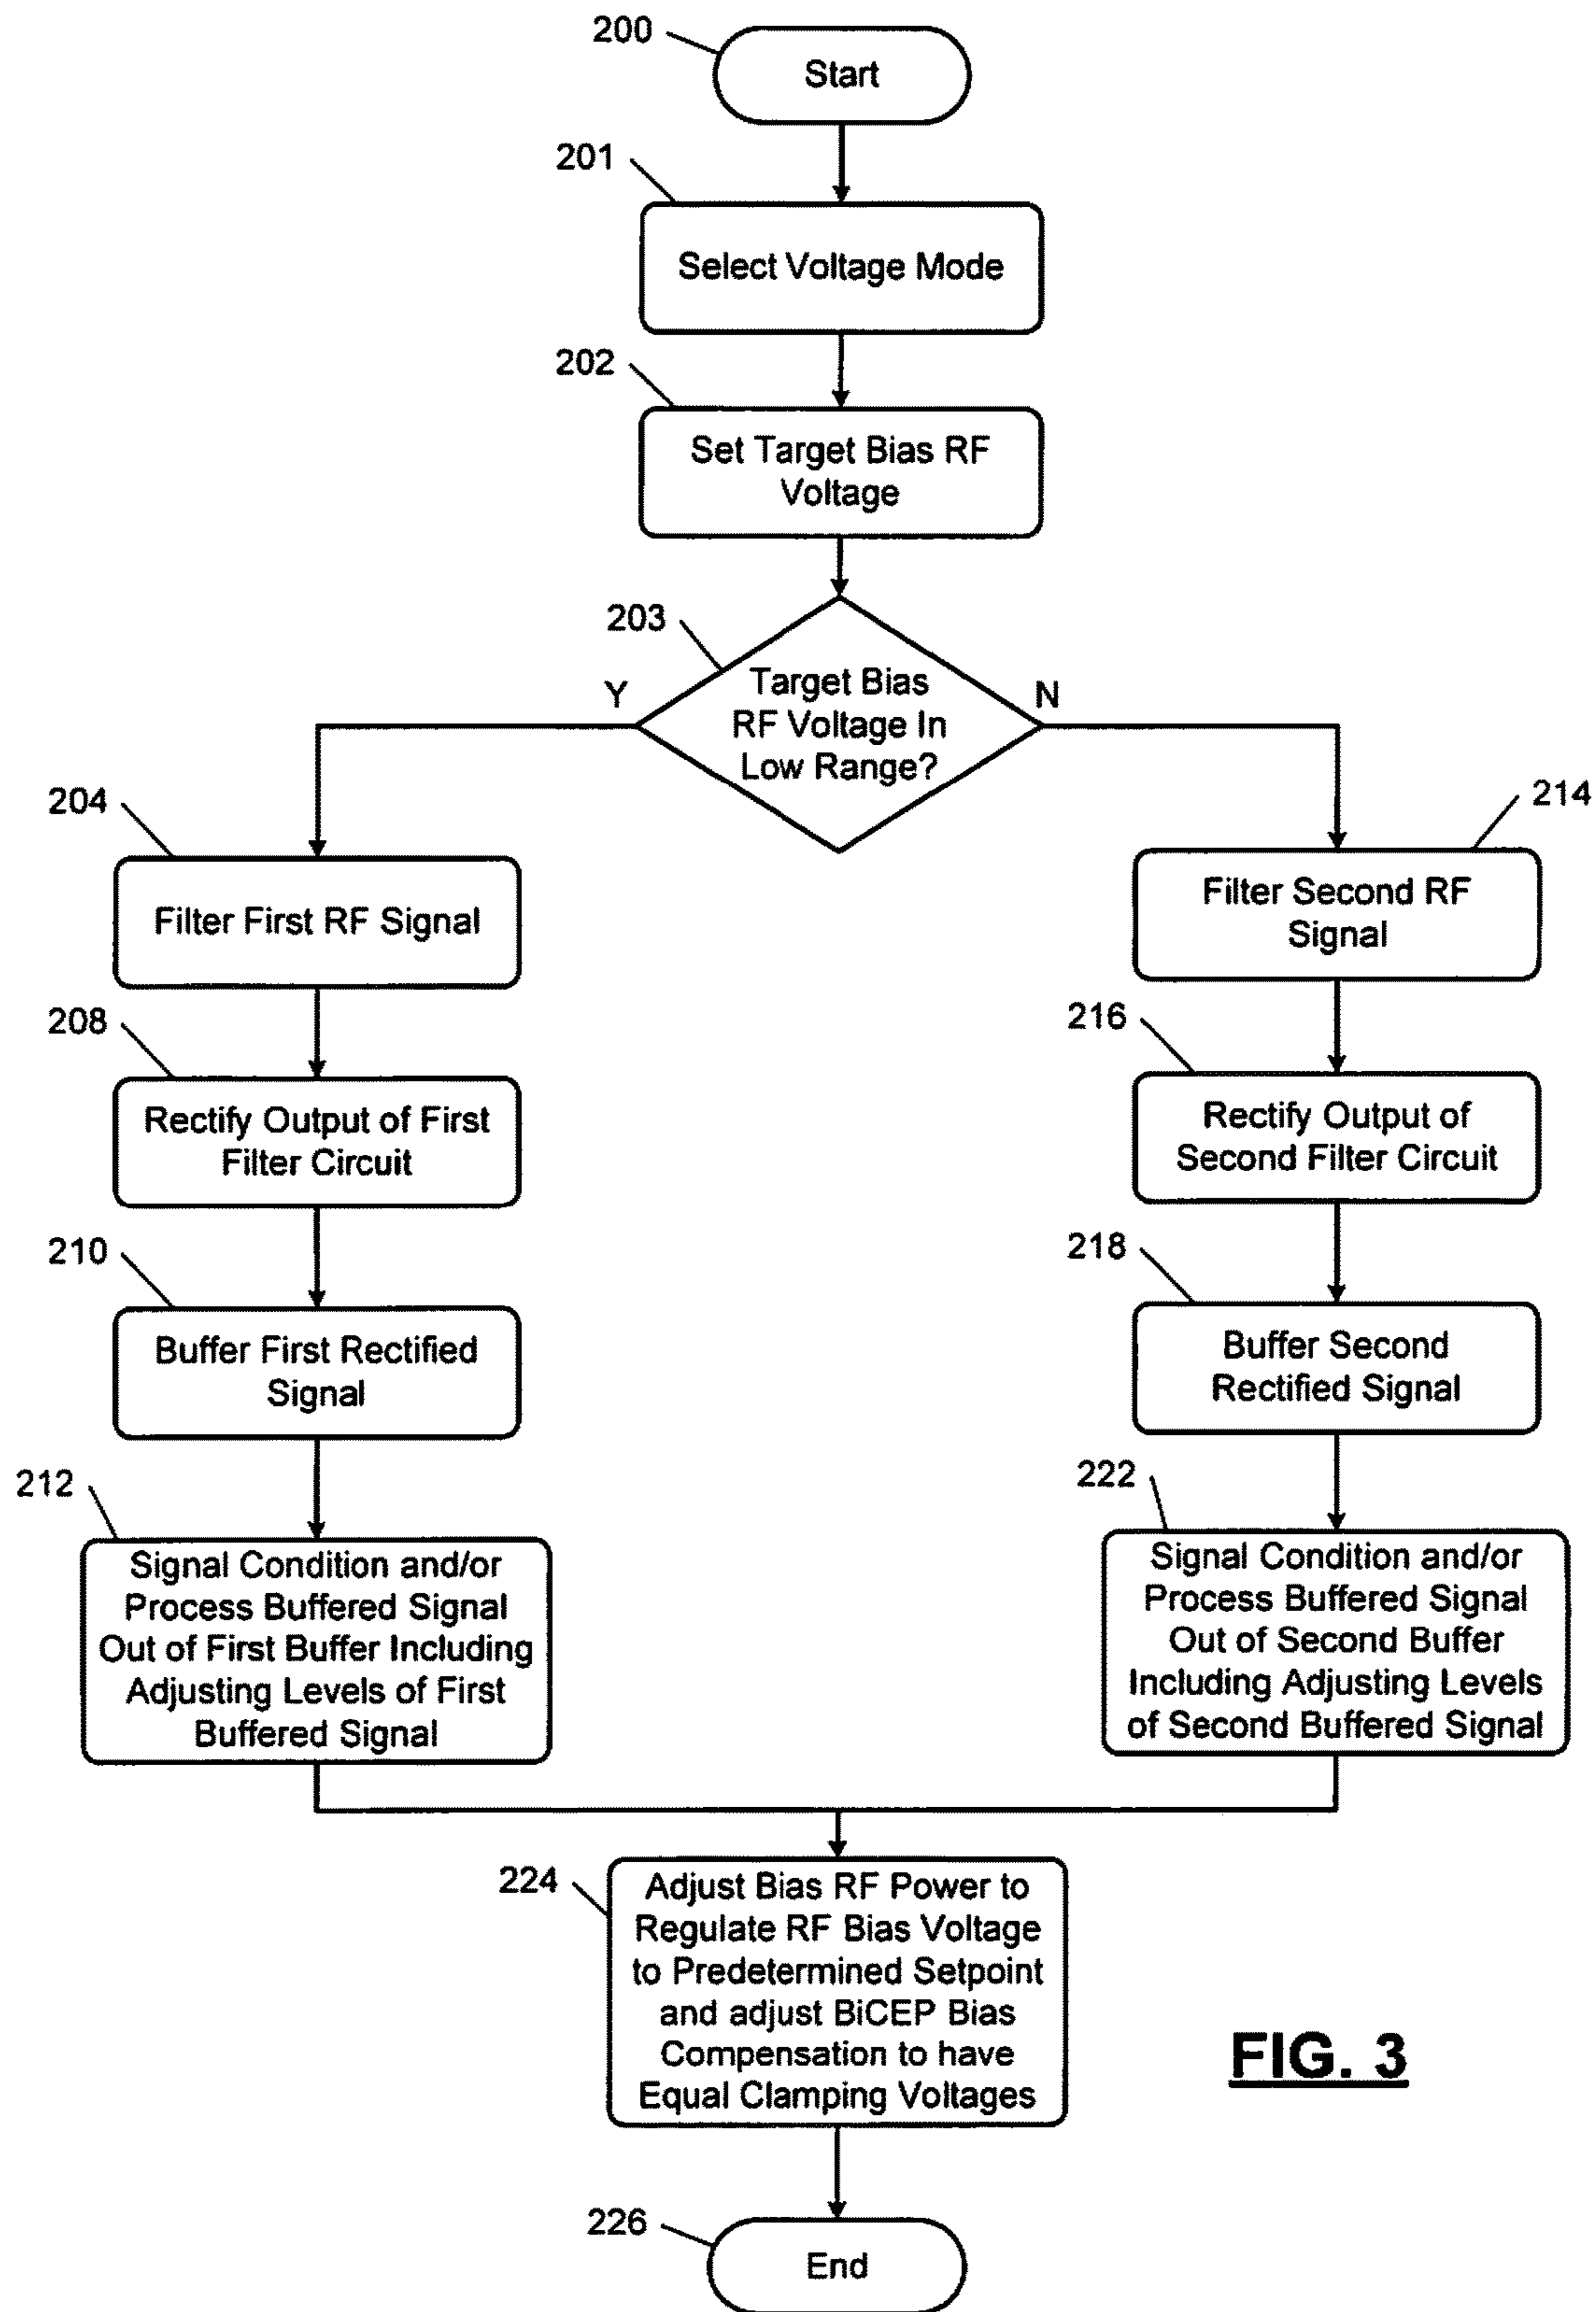 200
Start
201
Select Voltage Mode
202
Set Target Bias RF
Voltage
203
Target Bias
RF Voltage In
Low Range?
Y
N
204
Filter First RF Signal
208
Rectify Output of First
Filter Circuit
210
Buffer First Rectified
Signal
212
Signal Condition and/or
Process Buffered Signal
Out of First Buffer Including
Adjusting Levels of First
Buffered Signal
214
Filter Second RF
Signal
216
Rectify Output of
Second Filter Circuit
218
Buffer Second
Rectified Signal
222
Signal Condition and/or
Process Buffered Signal
Out of Second Buffer
Including Adjusting Levels
of Second Buffered Signal
224
Adjust Bias RF Power to
Regulate RF Bias Voltage
to Predetermined Setpoint
and adjust BiCEP Bias
Compensation to have
Equal Clamping Voltages
226
End
FIG. 3